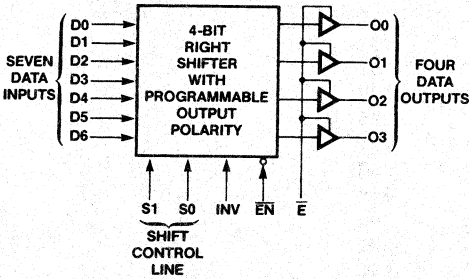 SEVEN
DATA
INPUTS
D0
D1
D2
D3
D4
D5
D6
4-BIT
RIGHT
SHIFTER
WITH
PROGRAMMABLE
OUTPUT
POLARITY
O0
O1
O2
O3
FOUR
DATA
OUTPUTS
S1 S0 INV E̅N̅ E̅
SHIFT
CONTROL
LINE